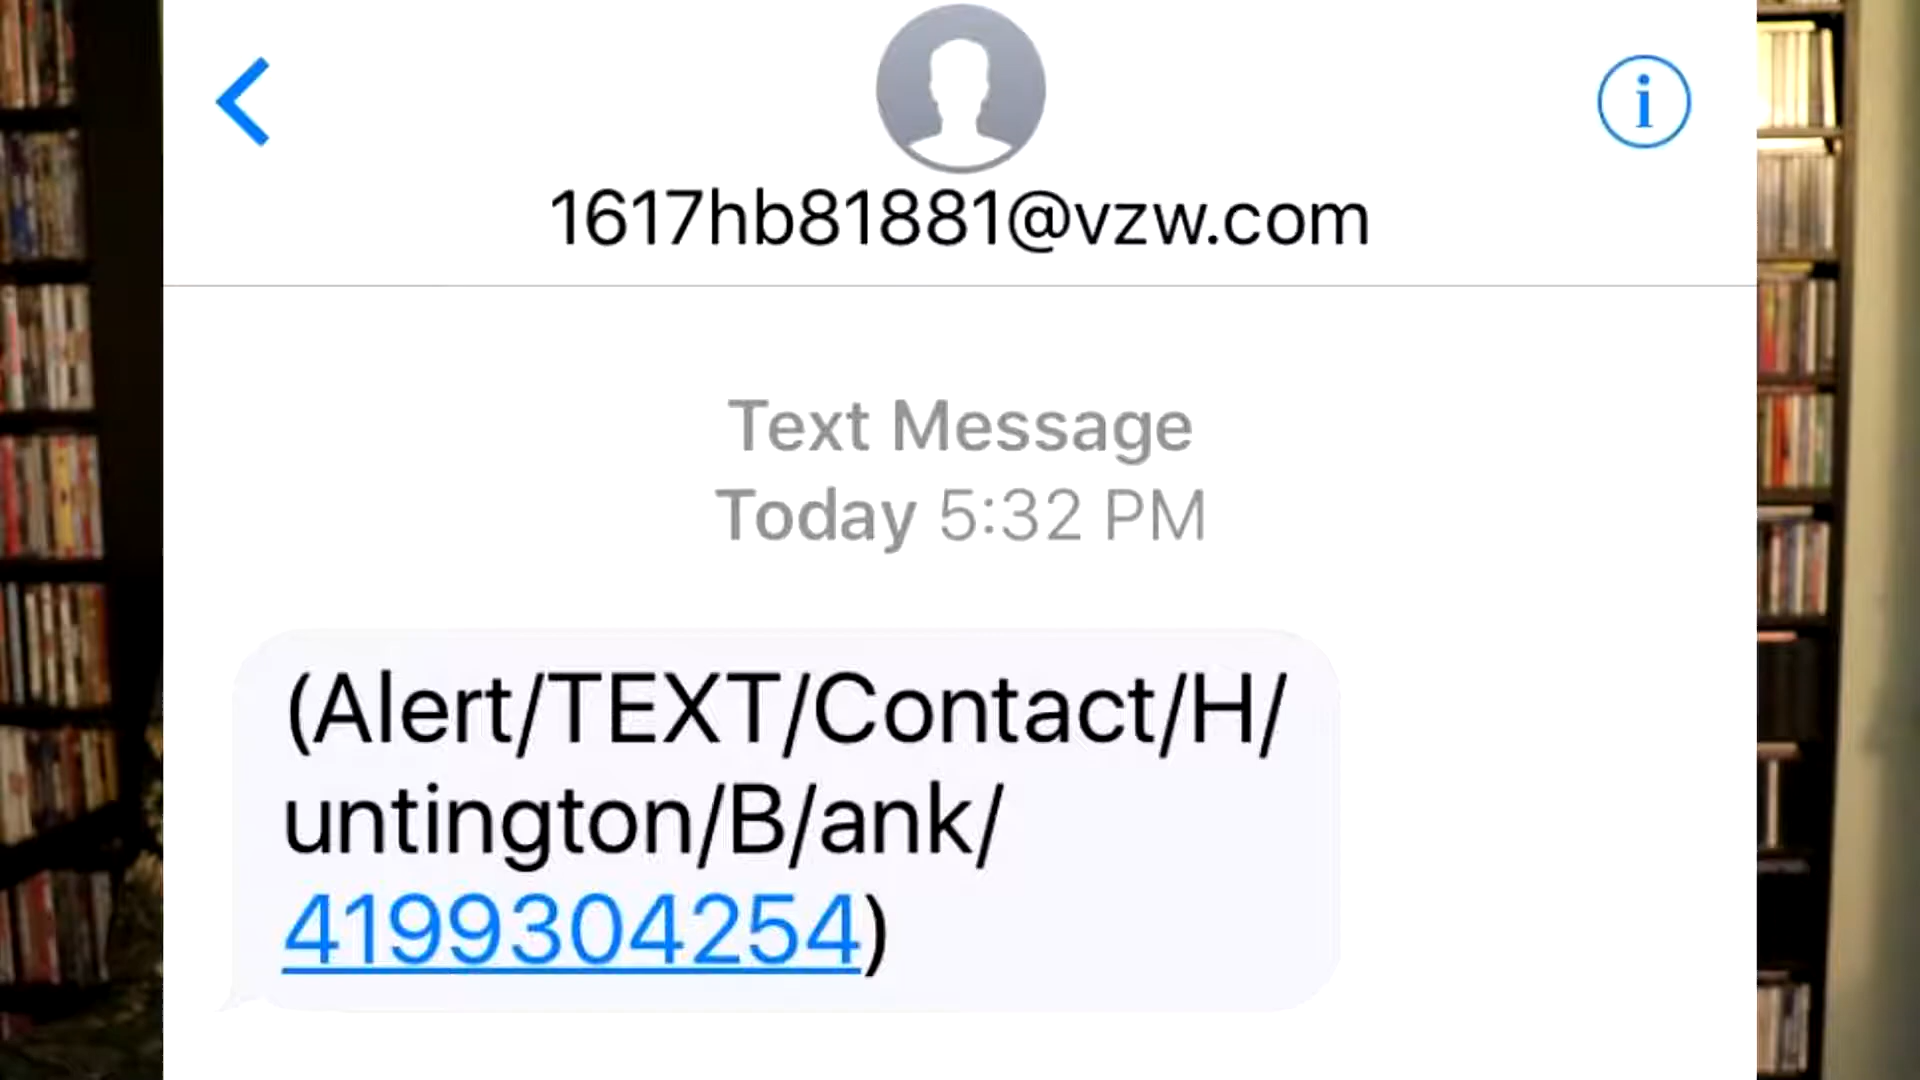 1617hb81881@vzw.com
Text Message
Today 5:32 PM
(Alert/TEXT/Contact/H/
untington/B/ank/
4199304254)